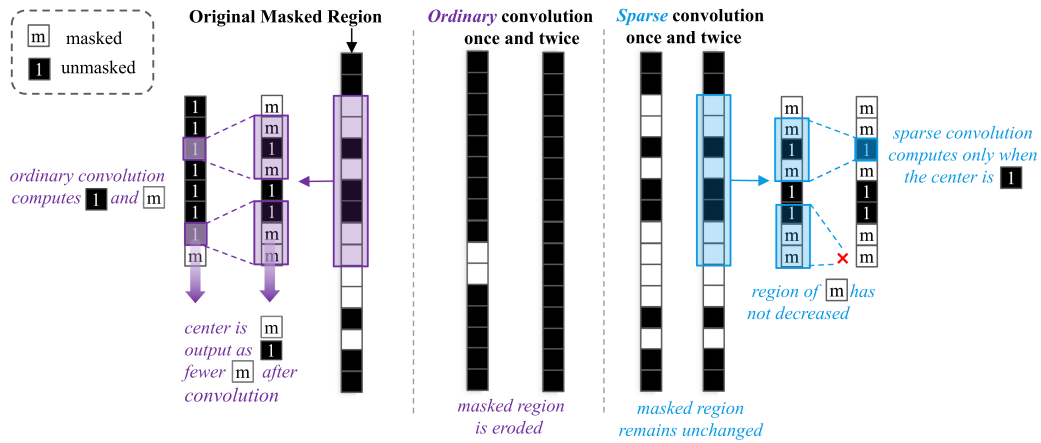 m masked
1 unmasked
Original Masked Region
1
1
1
1
1
1
1
m
m
m
1
m
1
1
m
m
ordinary convolution
computes 1 and m
center is m
output as 1
fewer m after
convolution
Ordinary convolution
once and twice
masked region
is eroded
Sparse convolution
once and twice
masked region
remains unchanged
m
m
1
m
1
1
m
m
m
m
1
m
1
1
m
m
sparse convolution
computes only when
the center is 1
region of m has
not decreased